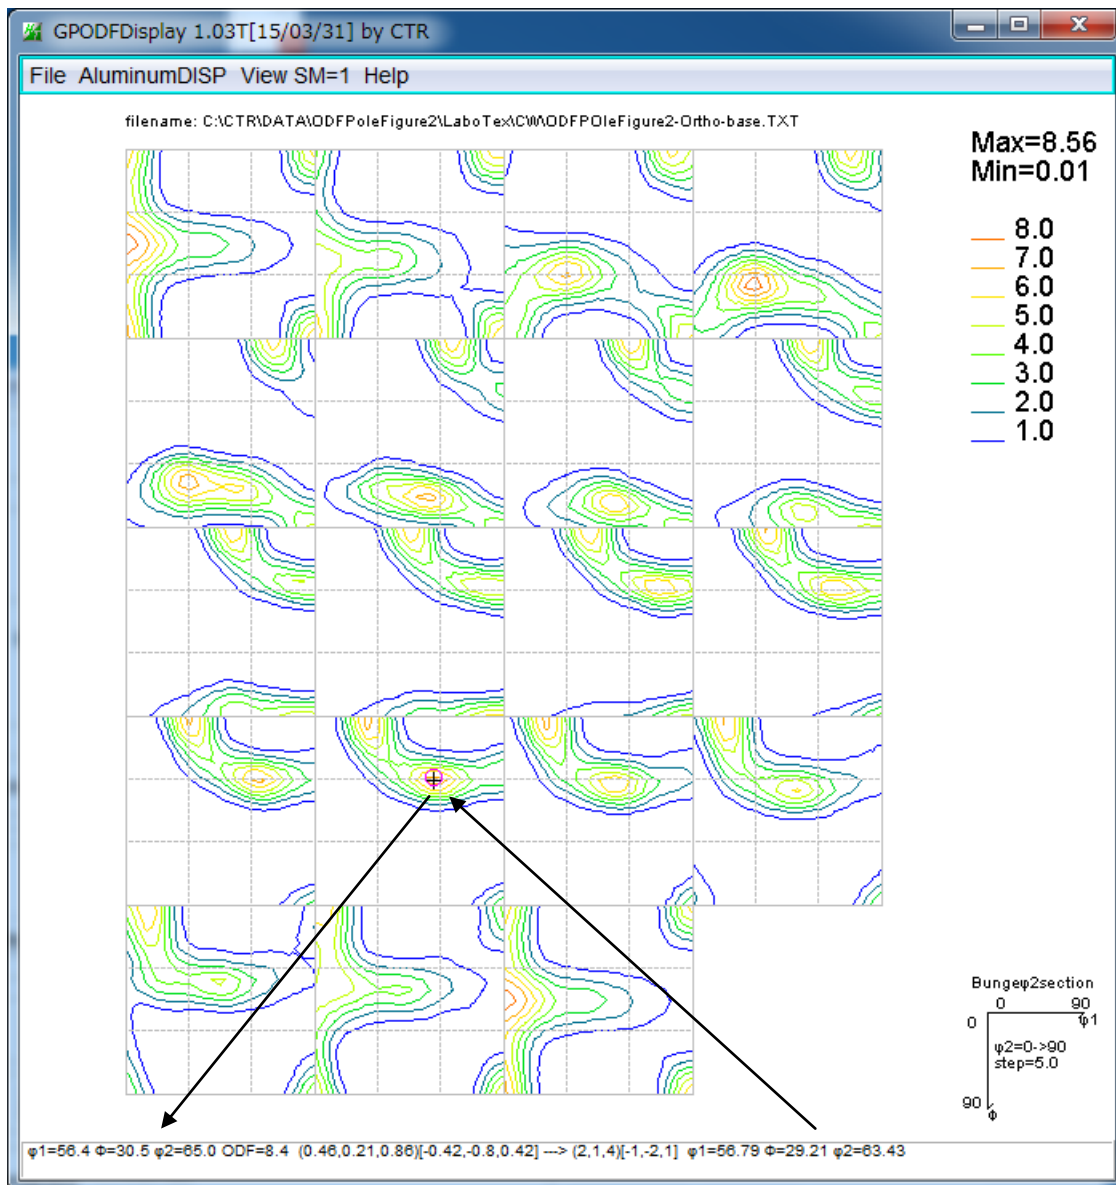 GPODFDisplay 1.03T[15/03/31] by CTR
File AluminumDISP View SM=1 Help
filename: C:\CTR\DATA\ODFPoleFigure2\LaboTex\CW\ODFPOleFigure2-Ortho-base.TXT
Max=8.56
Min=0.01
8.0
7.0
6.0
5.0
4.0
3.0
2.0
1.0
Bungeφ2section
0 90
0 φ1
φ2=0->90
step=5.0
90
Φ
φ1=56.4 Φ=30.5 φ2=65.0 ODF=8.4 (0.46,0.21,0.86)[-0.42,-0.8,0.42] ---> (2,1,4)[-1,-2,1] φ1=56.79 Φ=29.21 φ2=63.43